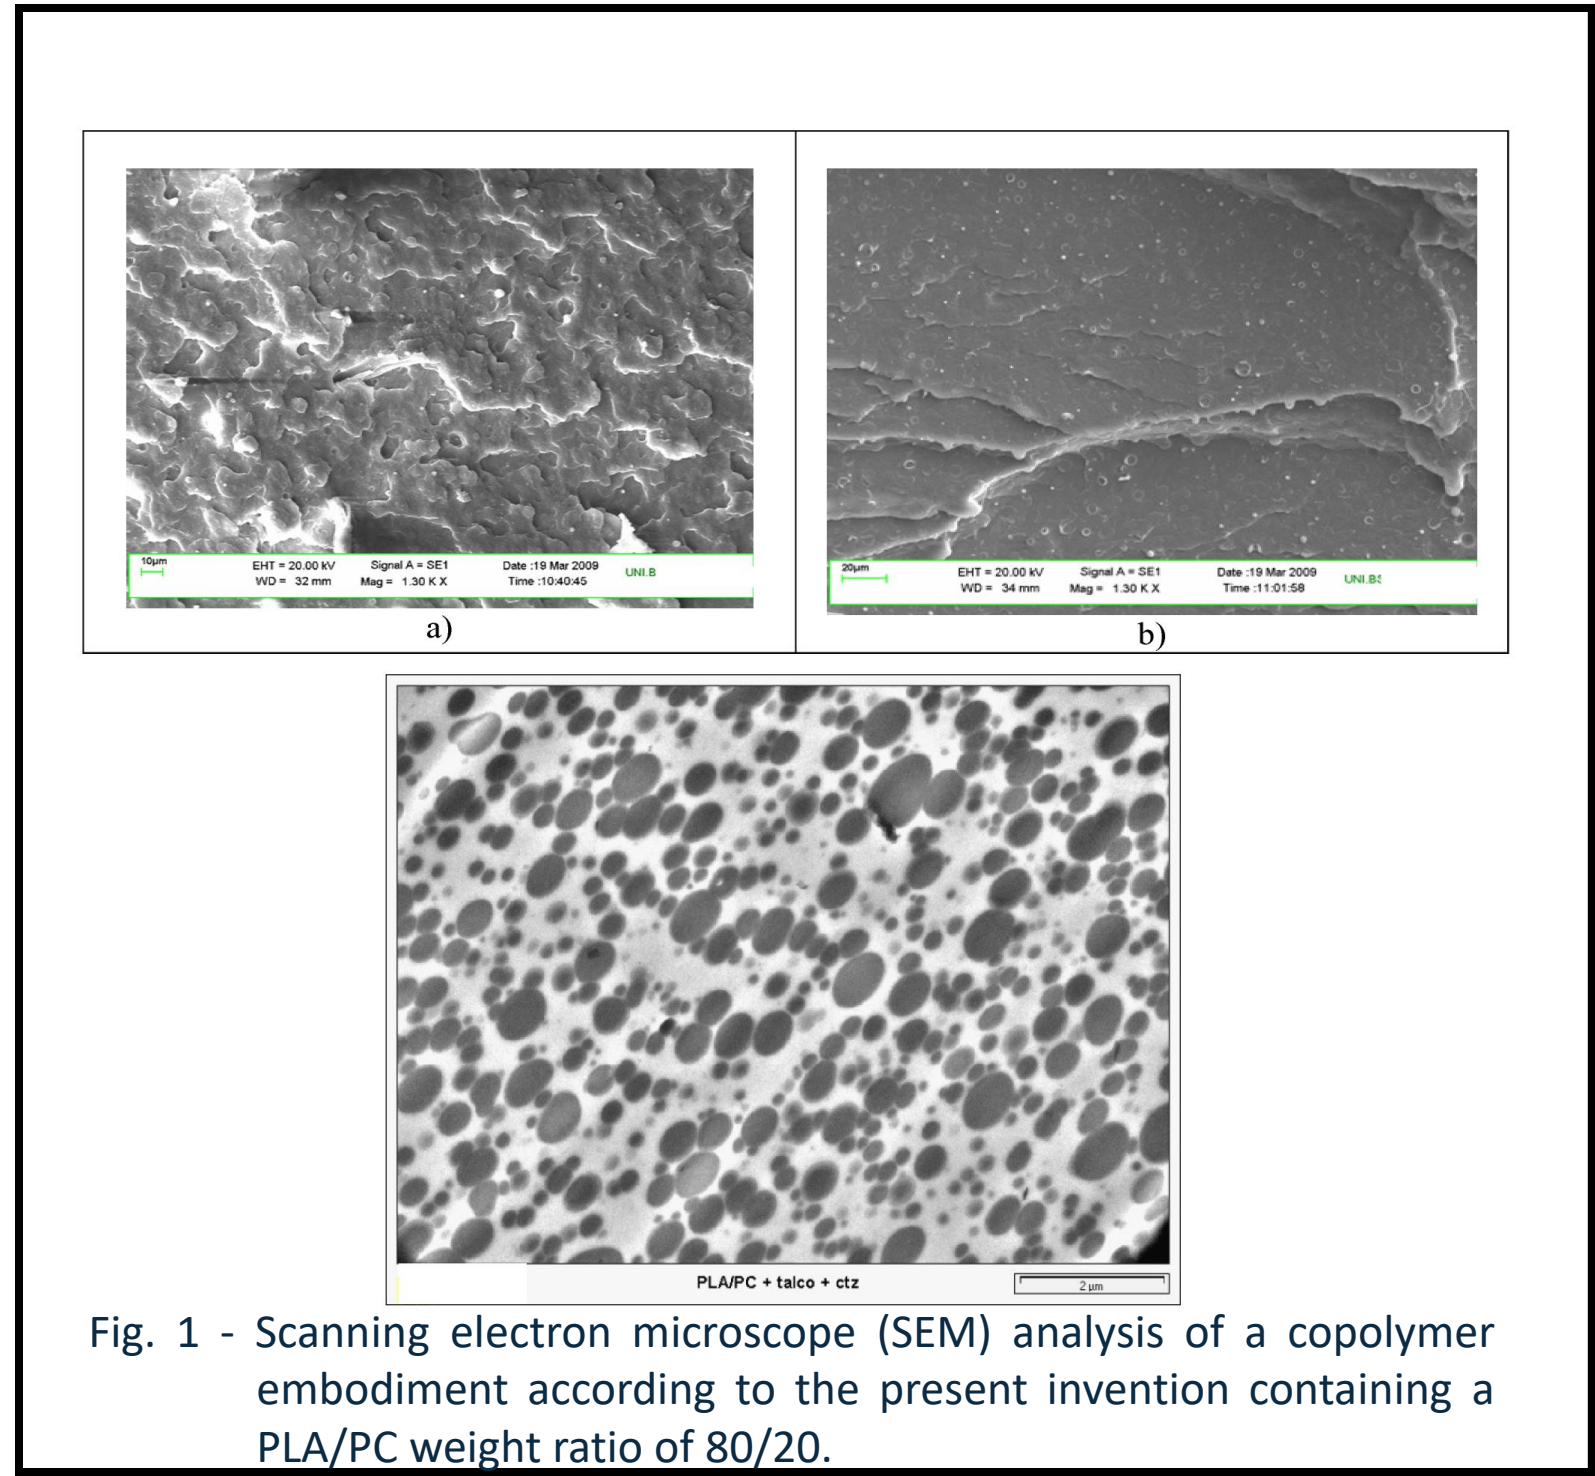 10µm
EHT = 20.00 kV Signal A = SE1 Date :19 Mar 2009 UNI.B
WD = 32 mm Mag = 1.30 K X Time :10:40:45
a)
20µm
EHT = 20.00 kV Signal A = SE1 Date :19 Mar 2009
WD = 34 mm Mag = 1.30 K X Time :11:01:58
b)
PLA/PC + talco + ctz
2 µm
Fig. 1 - Scanning electron microscope (SEM) analysis of a copolymer
embodiment according to the present invention containing a
PLA/PC weight ratio of 80/20.